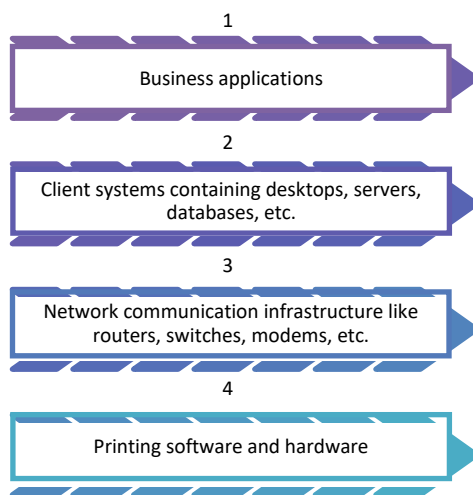 1
Business applications
2
Client systems containing desktops, servers,
databases, etc.
3
Network communication infrastructure like
routers, switches, modems, etc.
4
Printing software and hardware